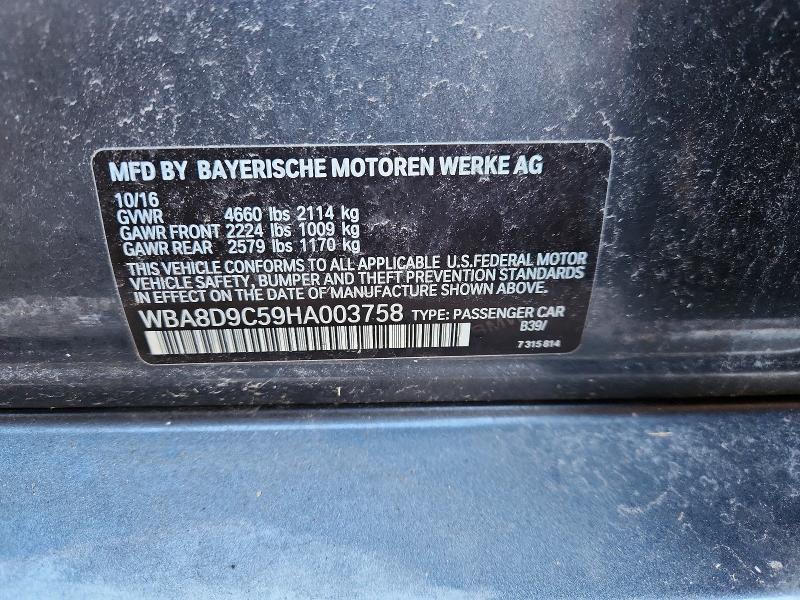 MFD BY BAYERISCHE MOTOREN WERKE AG
10/16
GVWR 4660 lbs 2114 kg
GAWR FRONT 2224 lbs 1009 kg
GAWR REAR 2579 lbs 1170 kg
THIS VEHICLE CONFORMS TO ALL APPLICABLE U.S.FEDERAL MOTOR
VEHICLE SAFETY, BUMPER AND THEFT PREVENTION STANDARDS
IN EFFECT ON THE DATE OF MANUFACTURE SHOWN ABOVE.
WBA8D9C59HA003758 TYPE: PASSENGER CAR
B39/
7 315 814